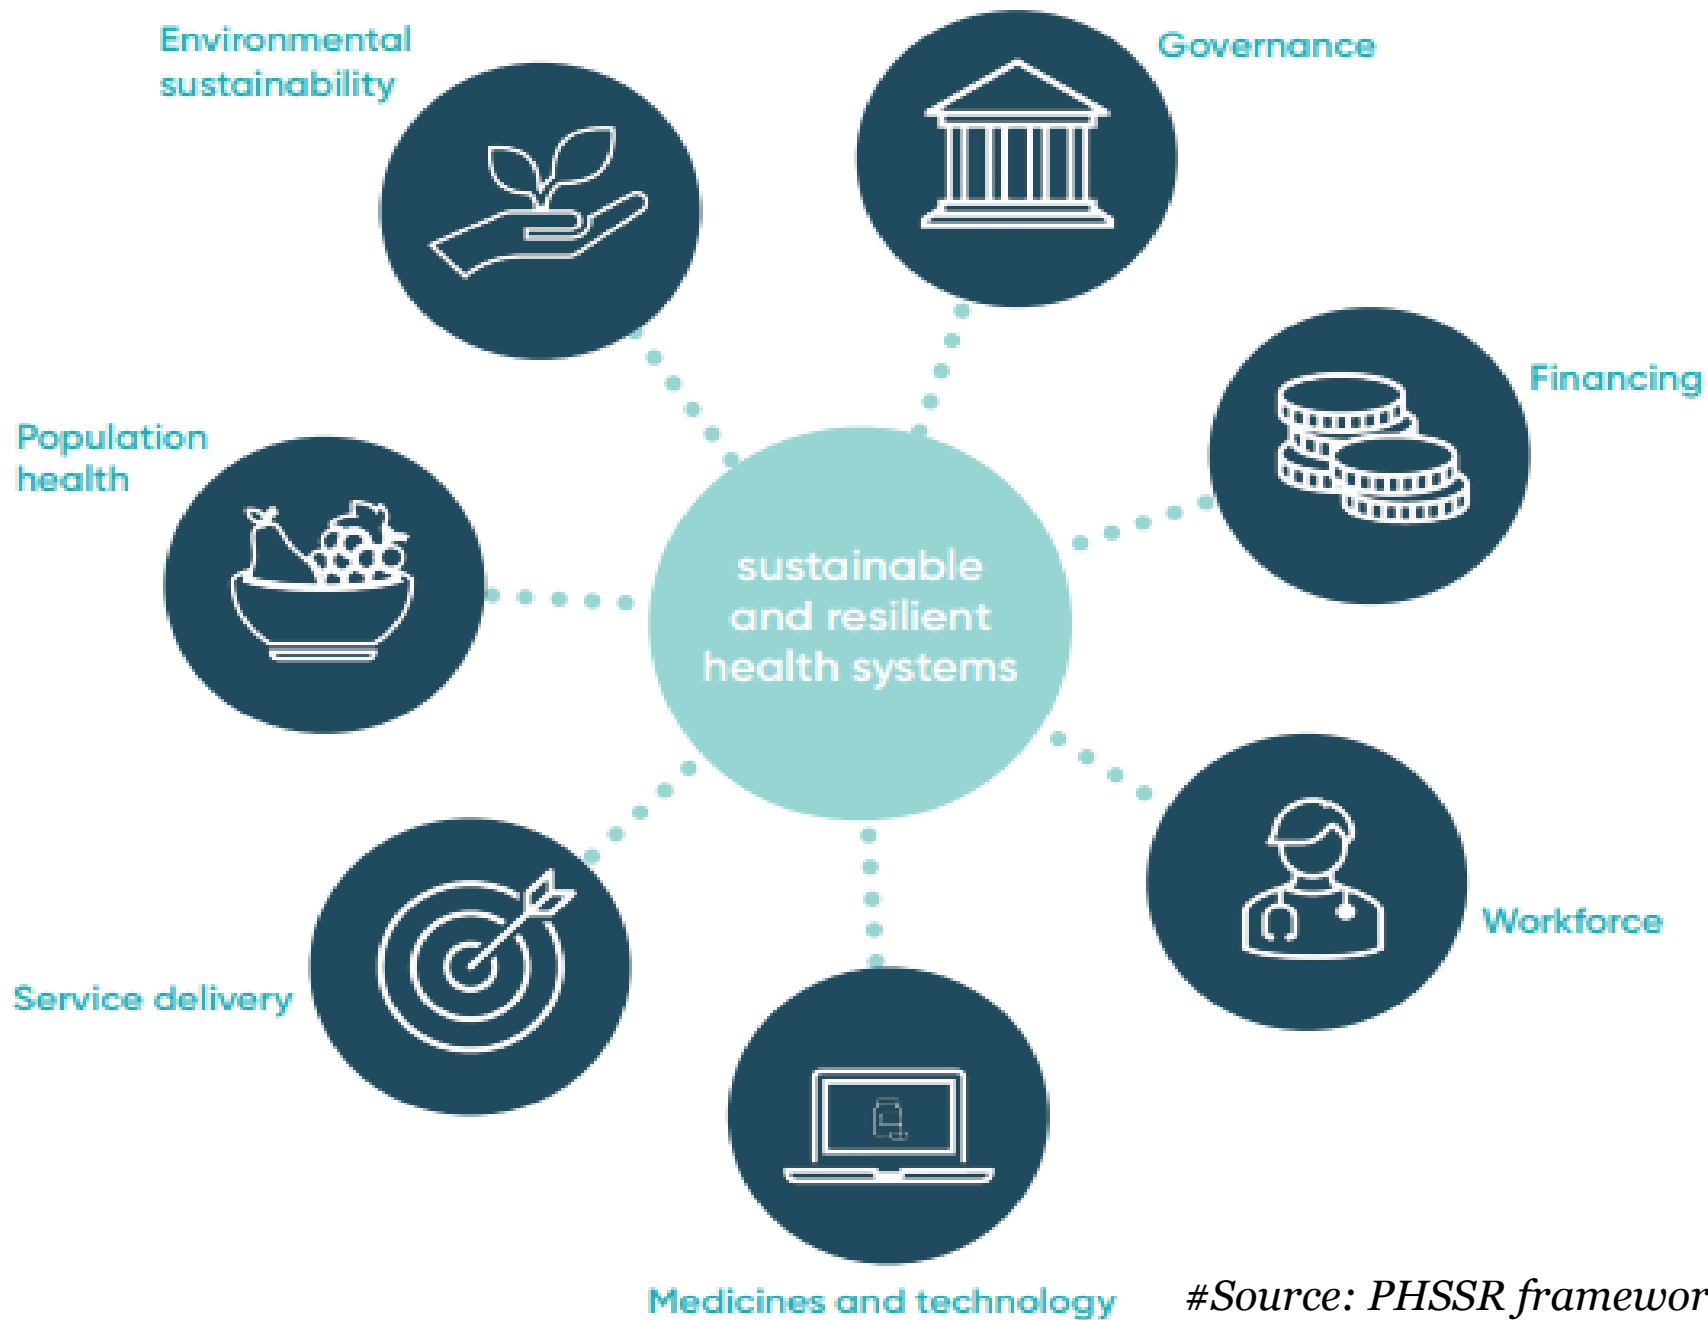 Environmental
sustainability
Governance
Financing
Population
health
sustainable
and resilient
health systems
Workforce
Service delivery
Medicines and technology
#Source: PHSSR framewor